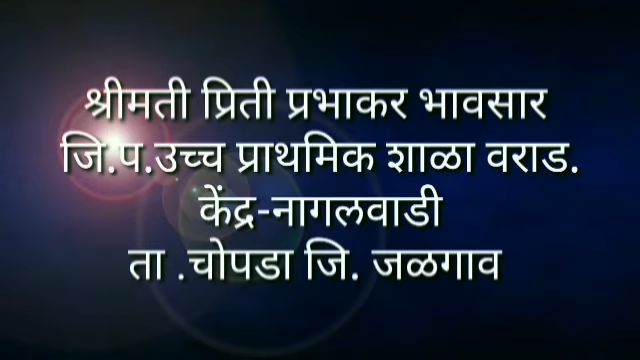 श्रीमती प्रिती प्रभाकर भावसार
जि.प.उच्च प्राथमिक शाळा वराड.
केंद्र-नागलवाडी
ता .चोपडा जि. जळगाव